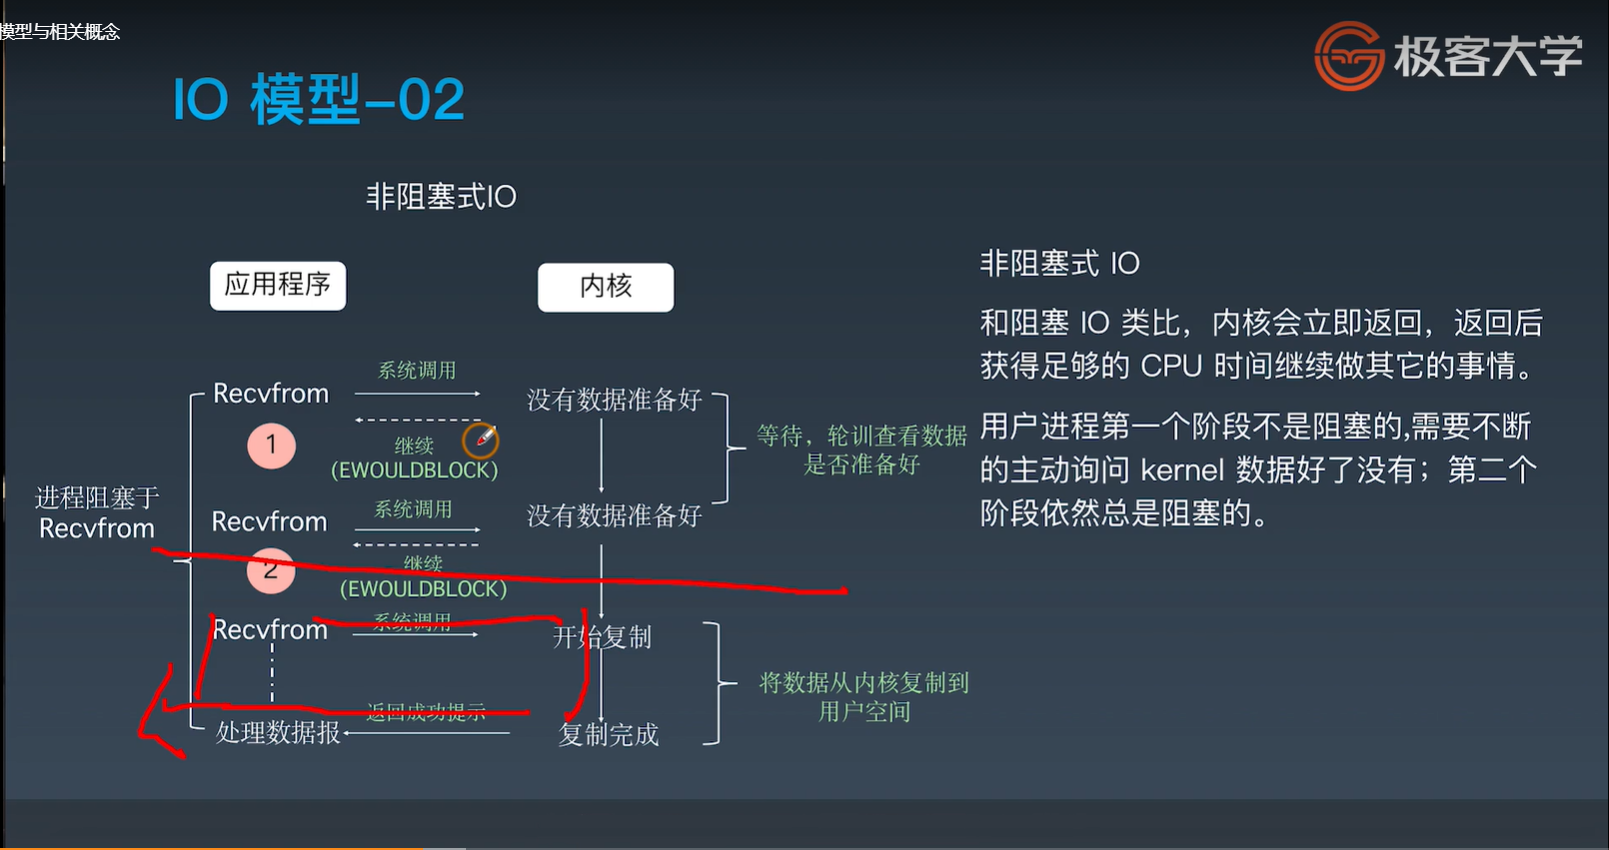 模型与相关概念
极客大学
IO 模型-02
非阻塞式IO
应用程序
内核
系统调用
Recvfrom
没有数据准备好
1
继续
(EWOULDBLOCK)
等待，轮训查看数据
是否准备好
进程阻塞于
Recvfrom
系统调用
Recvfrom
没有数据准备好
2
继续
(EWOULDBLOCK)
系统调用
Recvfrom
开始复制
将数据从内核复制到
用户空间
返回成功提示
处理数据报
复制完成
非阻塞式 IO
和阻塞 IO 类比，内核会立即返回，返回后
获得足够的 CPU 时间继续做其它的事情。
用户进程第一个阶段不是阻塞的,需要不断
的主动询问 kernel 数据好了没有；第二个
阶段依然总是阻塞的。